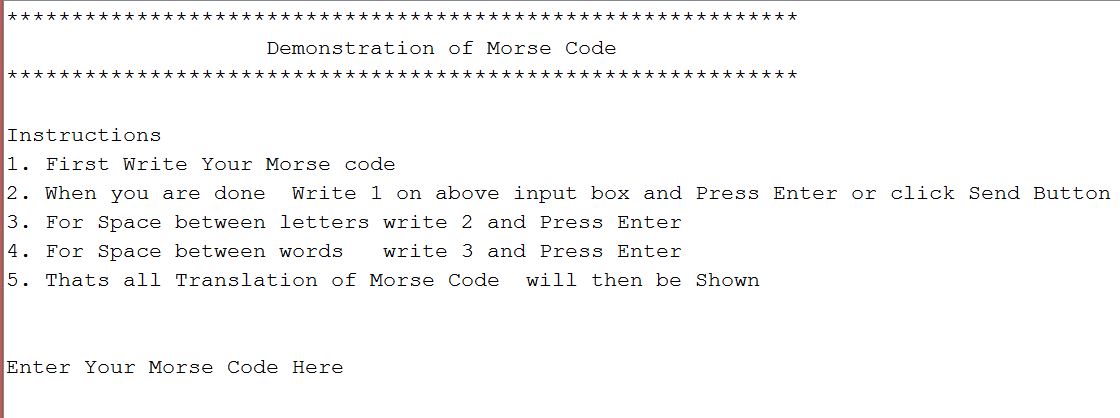 *************************************************************
Demonstration of Morse Code
*************************************************************
Instructions
1. First Write Your Morse code
2. When you are done  Write 1 on above input box and Press Enter or click Send Button
3. For Space between letters write 2 and Press Enter
4. For Space between words   write 3 and Press Enter
5. Thats all Translation of Morse Code  will then be Shown
Enter Your Morse Code Here